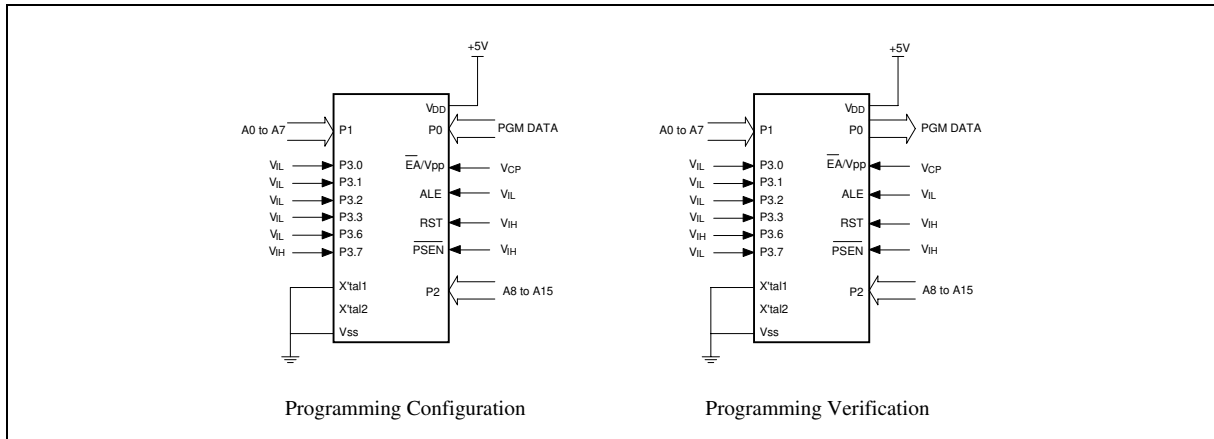 +5V
VDD
A0 to A7
P1
P0
PGM DATA
VIL
P3.0
EA/Vpp
VCP
VIL
P3.1
VIL
P3.2
ALE
VIL
VIL
P3.3
RST
VIH
VIL
P3.6
VIH
P3.7
PSEN
VIH
X'tal1
P2
A8 to A15
X'tal2
Vss
Programming Configuration
+5V
VDD
A0 to A7
P1
P0
PGM DATA
VIL
P3.0
EA/Vpp
VCP
VIL
P3.1
VIL
P3.2
ALE
VIL
VIL
P3.3
RST
VIH
VIH
P3.6
VIL
P3.7
PSEN
VIH
X'tal1
P2
A8 to A15
X'tal2
Vss
Programming Verification